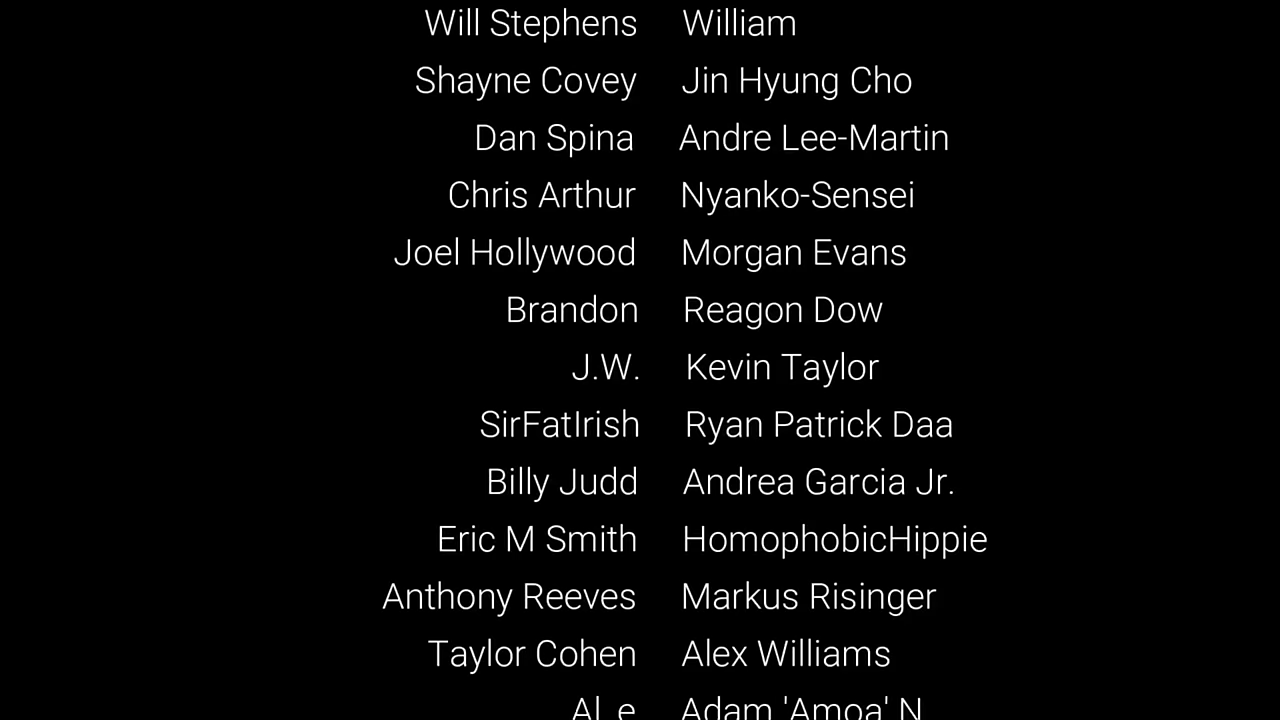 Will Stephens William
Shayne Covey Jin Hyung Cho
Dan Spina Andre Lee-Martin
Chris Arthur Nyanko-Sensei
Joel Hollywood Morgan Evans
Brandon Reagon Dow
J.W. Kevin Taylor
SirFatIrish Ryan Patrick Daa
Billy Judd Andrea Garcia Jr.
Eric M Smith HomophobicHippie
Anthony Reeves Markus Risinger
Taylor Cohen Alex Williams
Adam 'Amoa' N